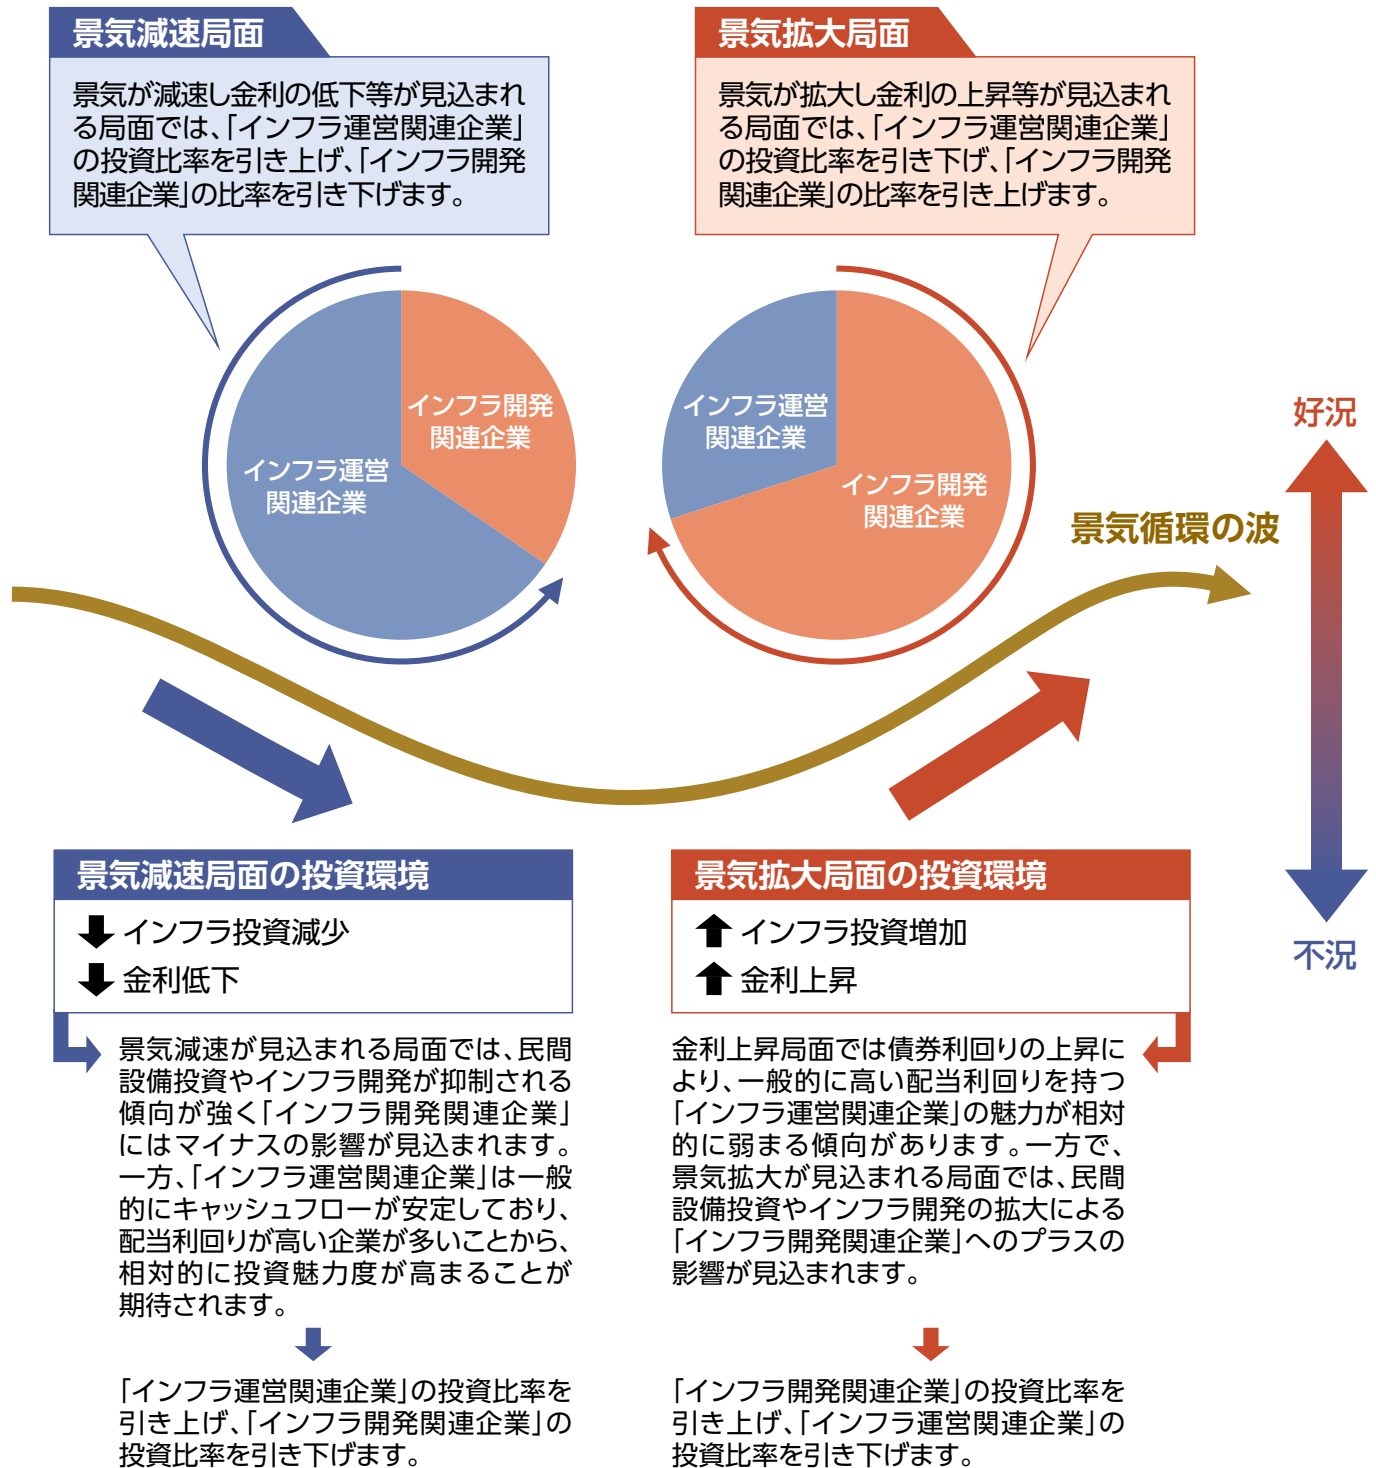 景気減速局面
景気が減速し金利の低下等が見込まれ
る局面では、「インフラ運営関連企業」
の投資比率を引き上げ、「インフラ開発
関連企業」の比率を引き下げます。
景気拡大局面
景気が拡大し金利の上昇等が見込まれ
る局面では、「インフラ運営関連企業」
の投資比率を引き下げ、「インフラ開発
関連企業」の比率を引き上げます。
インフラ開発
関連企業
インフラ運営
関連企業
インフラ運営
関連企業
インフラ開発
関連企業
好況
景気循環の波
不況
景気減速局面の投資環境
インフラ投資減少
金利低下
景気減速が見込まれる局面では、民間
設備投資やインフラ開発が抑制される
傾向が強く「インフラ開発関連企業」
にはマイナスの影響が見込まれます。
一方、「インフラ運営関連企業」は一般
的にキャッシュフローが安定しており、
配当利回りが高い企業が多いことから、
相対的に投資魅力度が高まることが
期待されます。
「インフラ運営関連企業」の投資比率を
引き上げ、「インフラ開発関連企業」の
投資比率を引き下げます。
景気拡大局面の投資環境
インフラ投資増加
金利上昇
金利上昇局面では債券利回りの上昇に
より、一般的に高い配当利回りを持つ
「インフラ運営関連企業」の魅力が相対
的に弱まる傾向があります。一方で、
景気拡大が見込まれる局面では、民間
設備投資やインフラ開発の拡大による
「インフラ開発関連企業」へのプラスの
影響が見込まれます。
「インフラ開発関連企業」の投資比率を
引き上げ、「インフラ運営関連企業」の
投資比率を引き下げます。